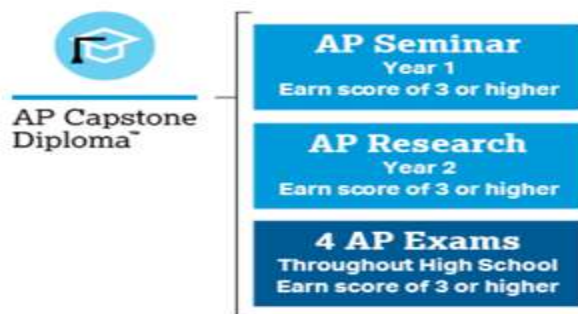 AP Capstone
Diploma™
AP Seminar
Year 1
Earn score of 3 or higher
AP Research
Year 2
Earn score of 3 or higher
4 AP Exams
Throughout High School
Earn score of 3 or higher